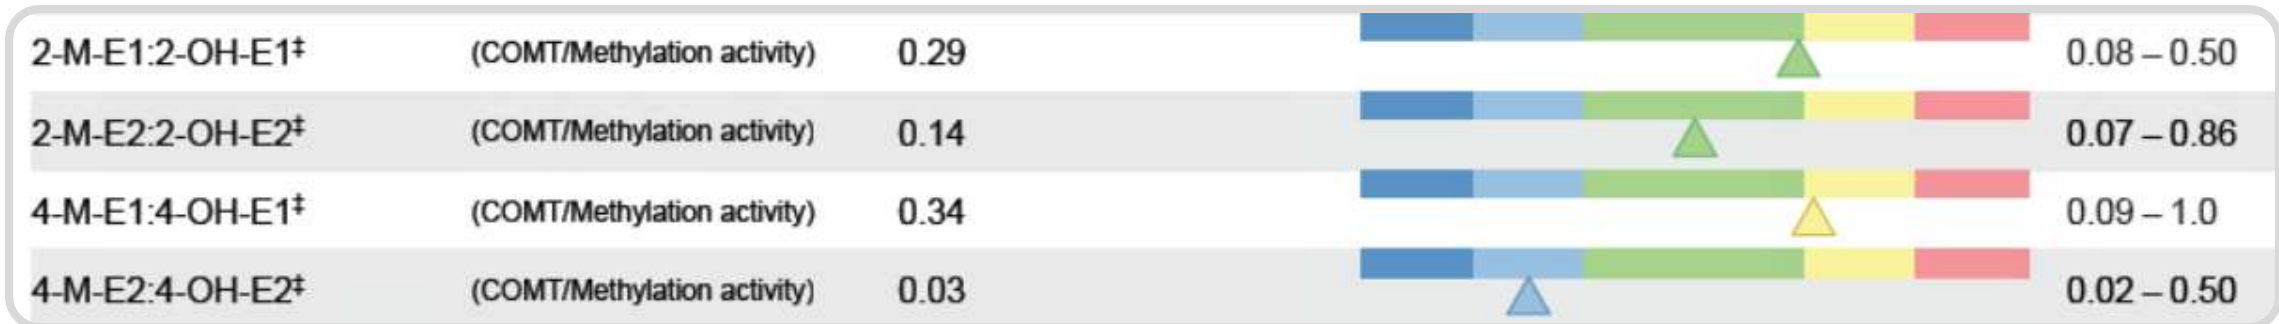 2-M-E1:2-OH-E1‡ (COMT/Methylation activity) 0.29 0.08 – 0.50
2-M-E2:2-OH-E2‡ (COMT/Methylation activity) 0.14 0.07 – 0.86
4-M-E1:4-OH-E1‡ (COMT/Methylation activity) 0.34 0.09 – 1.0
4-M-E2:4-OH-E2‡ (COMT/Methylation activity) 0.03 0.02 – 0.50